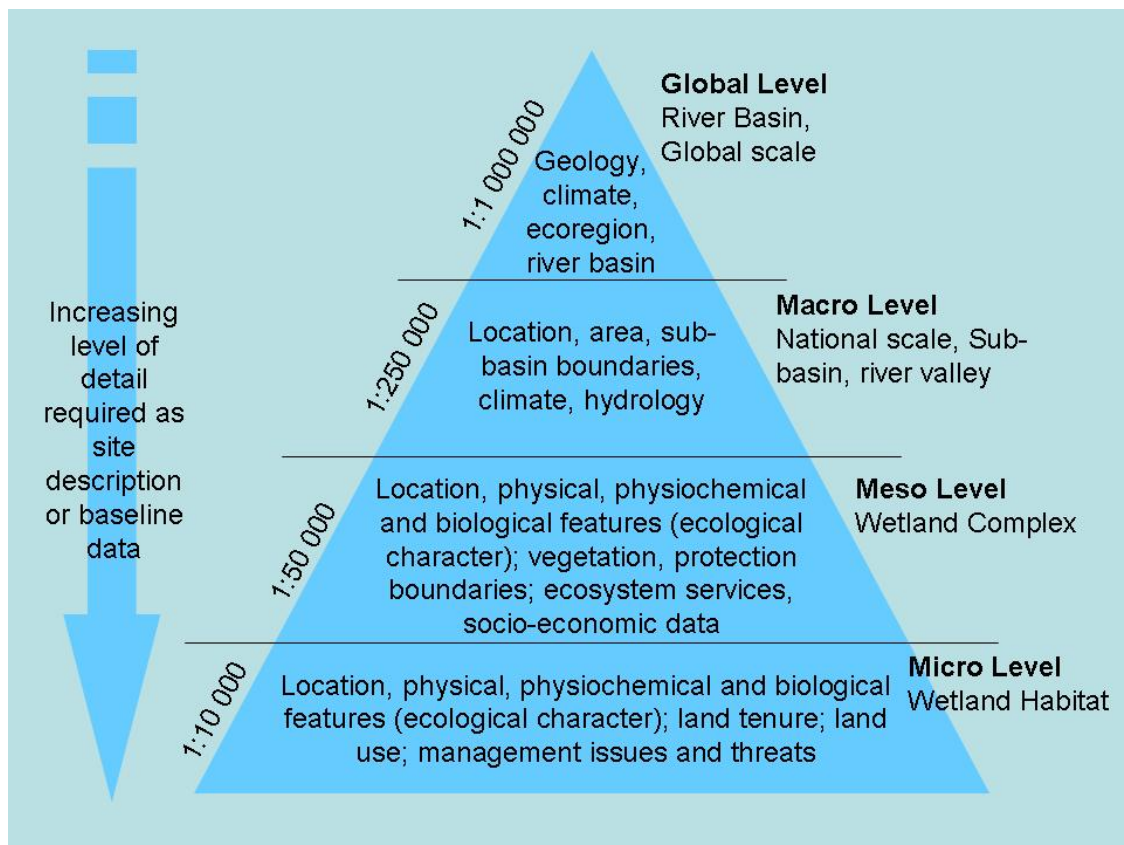 Global Level
River Basin,
Global scale
1:1 000 000
Geology,
climate,
ecoregion,
river basin
Macro Level
National scale, Sub-
basin, river valley
1:250 000
Location, area, sub-
basin boundaries,
climate, hydrology
Increasing
level of
detail
required as
site
description
or baseline
data
Meso Level
Wetland Complex
1:50 000
Location, physical, physiochemical
and biological features (ecological
character); vegetation, protection
boundaries; ecosystem services,
socio-economic data
Micro Level
Wetland Habitat
1:10 000
Location, physical, physiochemical and biological
features (ecological character); land tenure; land
use; management issues and threats